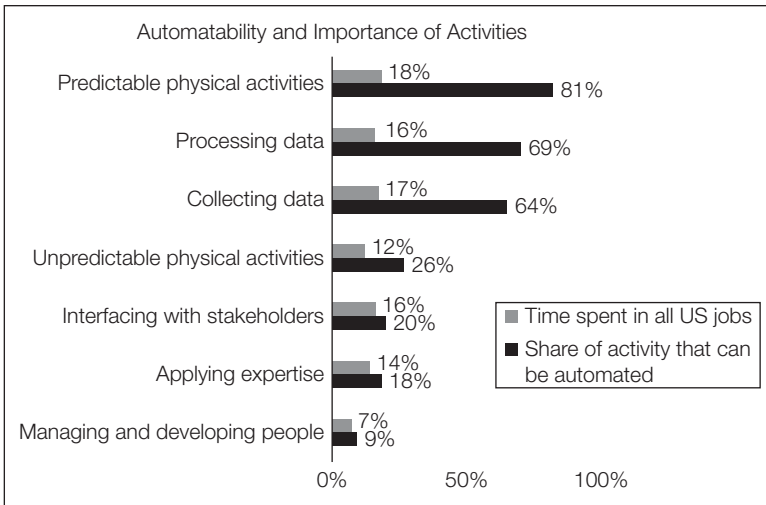 Automatability and Importance of Activities
Predictable physical activities
18%
81%
Processing data
16%
69%
Collecting data
17%
64%
Unpredictable physical activities
12%
26%
Interfacing with stakeholders
16%
20%
Applying expertise
14%
18%
Managing and developing people
7%
9%
Time spent in all US jobs
Share of activity that can
be automated
0% 50% 100%